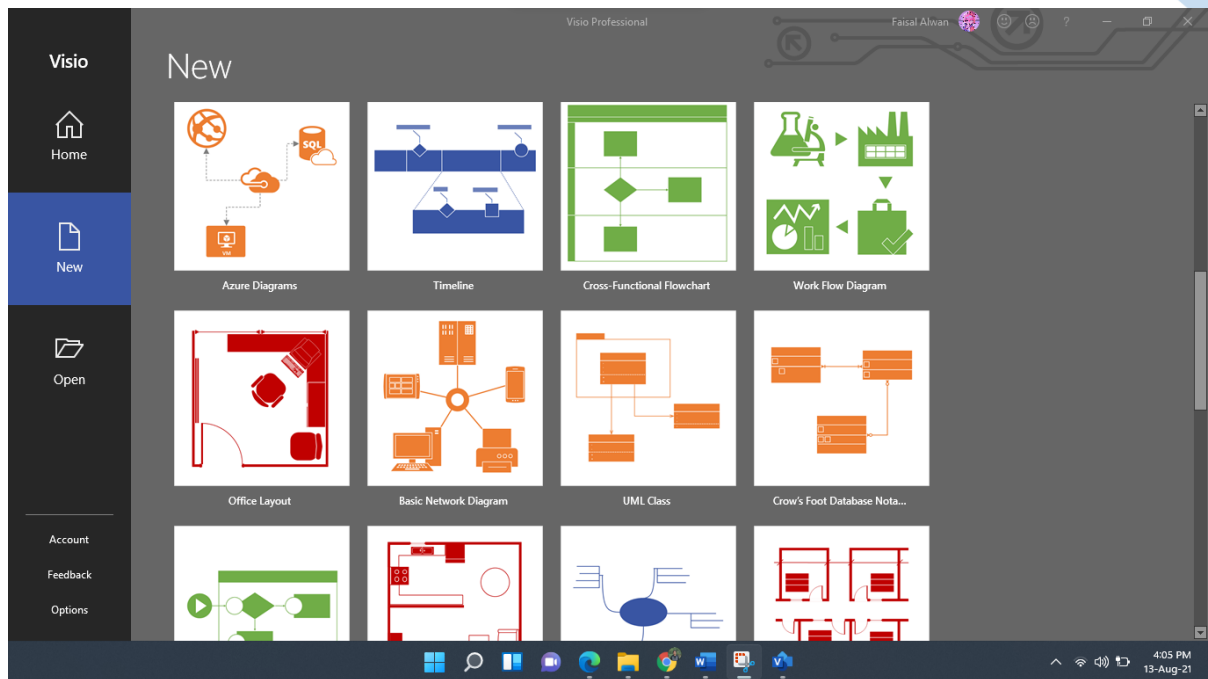 Visio Professional
Faisal Alwan
?
Visio
New
Home
New
Open
Account
Feedback
Options
SQL
VM
Azure Diagrams
Timeline
Cross-Functional Flowchart
Work Flow Diagram
Office Layout
Basic Network Diagram
UML Class
Crow's Foot Database Nota...
4:05 PM
13-Aug-21